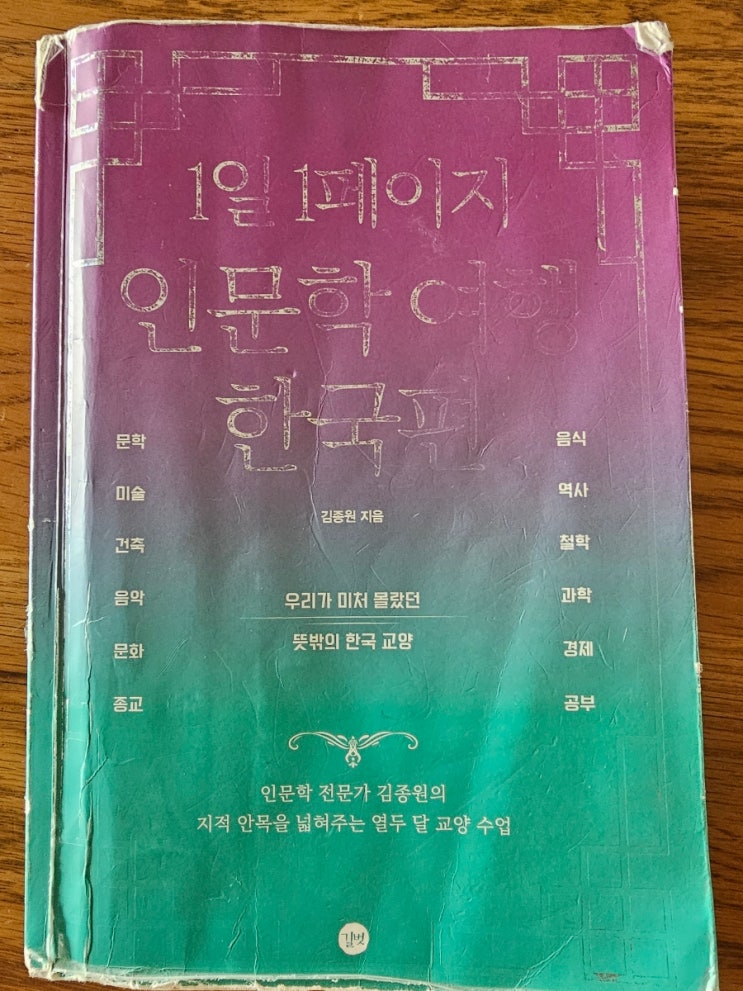 1일 1페이지
인문학 여행
한국편
문학
미술
건축
음악
문화
종교
음식
역사
철학
과학
경제
공부
김종원 지음
우리가 미처 몰랐던
뜻밖의 한국 교양
인문학 전문가 김종원의
지적 안목을 넓혀주는 열두 달 교양 수업
길벗